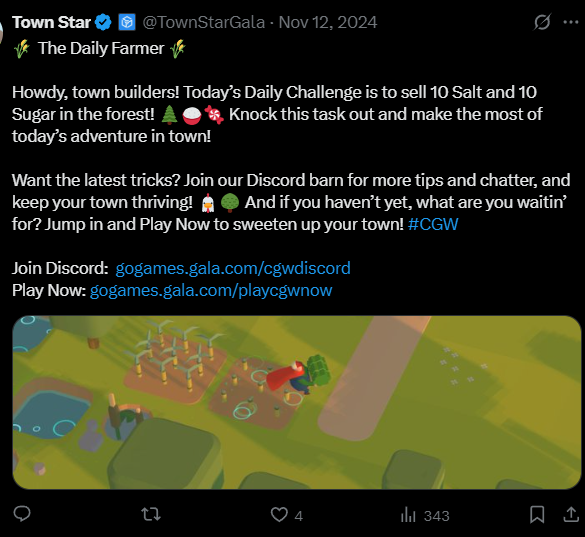 Town Star @TownStarGala · Nov 12, 2024
🌾 The Daily Farmer 🌾
Howdy, town builders! Today's Daily Challenge is to sell 10 Salt and 10
Sugar in the forest! 🌲🍚🍬 Knock this task out and make the most of
today's adventure in town!
Want the latest tricks? Join our Discord barn for more tips and chatter, and
keep your town thriving! 🐔🌳 And if you haven't yet, what are you waitin'
for? Jump in and Play Now to sweeten up your town! #CGW
Join Discord: gogames.gala.com/cgwdiscord
Play Now: gogames.gala.com/playcgwnow
4 343